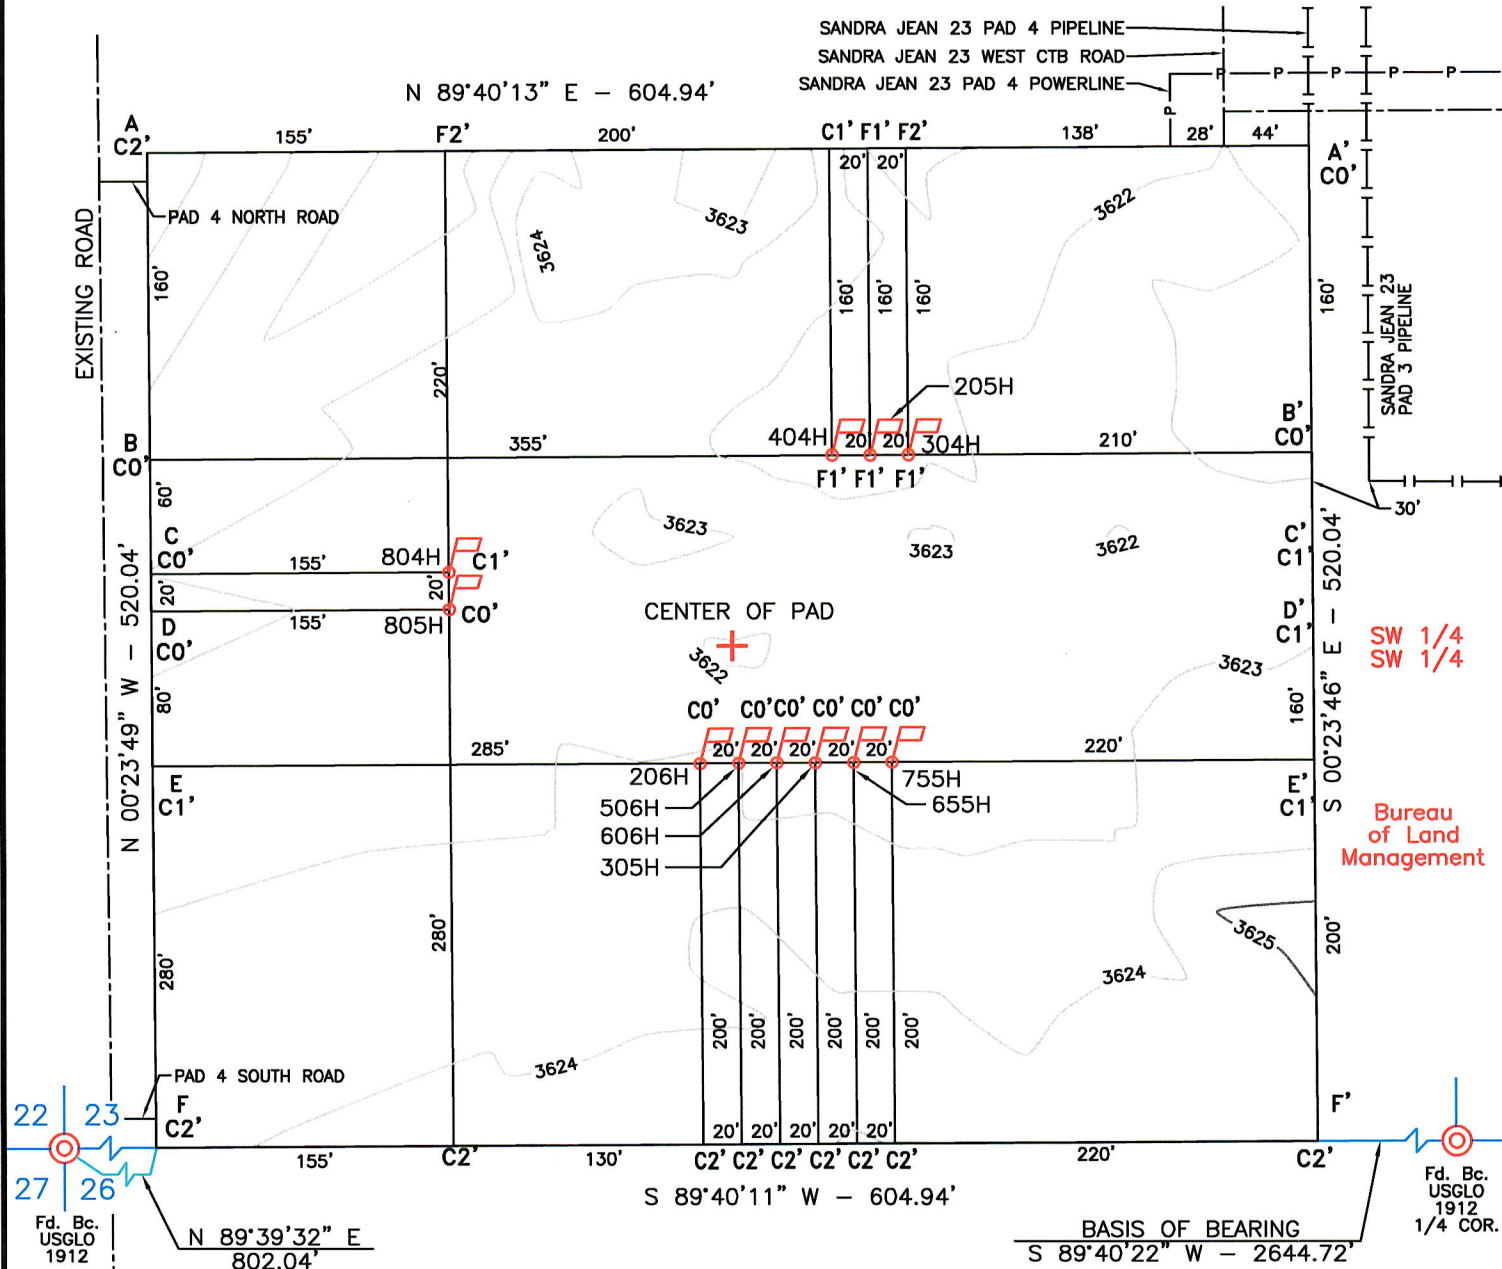 SANDRA JEAN 23 PAD 4 PIPELINE
SANDRA JEAN 23 WEST CTB ROAD
SANDRA JEAN 23 PAD 4 POWERLINE
P P P P P
P
N 89°40'13" E - 604.94'
A
C2'
155'
F2'
200'
C1' F1' F2'
138'
28'
44'
20' 20'
A'
C0'
PAD 4 NORTH ROAD
EXISTING ROAD
160'
3624
3623
3622
160' 160' 160'
160'
SANDRA JEAN 23
PAD 3 PIPELINE
220'
205H
B
C0'
355'
404H
20' 20'
304H
210'
B'
C0'
F1' F1' F1'
60'
30'
C
C0'
155'
804H
C1'
3623
3623
3622
C'
C1'
20'
20'
D
C0'
155'
805H
C0'
CENTER OF PAD
3622
D'
C1'
SW 1/4
SW 1/4
N 00°23'49" W - 520.04'
S 00°23'46" E - 520.04'
80'
3623
160'
C0' C0' C0' C0' C0' C0'
285'
20' 20' 20' 20' 20'
220'
E
C1'
206H
755H
506H
655H
606H
305H
E'
C1'
Bureau
of Land
Management
280'
280'
3625
3624
200'
200' 200' 200' 200' 200' 200'
3624
PAD 4 SOUTH ROAD
F
C2'
F'
22 23
27 26
20' 20' 20' 20' 20'
155'
C2'
130'
C2' C2' C2' C2' C2' C2'
220'
C2'
S 89°40'11" W - 604.94'
Fd. Bc.
USGLO
1912
N 89°39'32" E
802.04'
BASIS OF BEARING
S 89°40'22" W - 2644.72'
Fd. Bc.
USGLO
1912
1/4 COR.